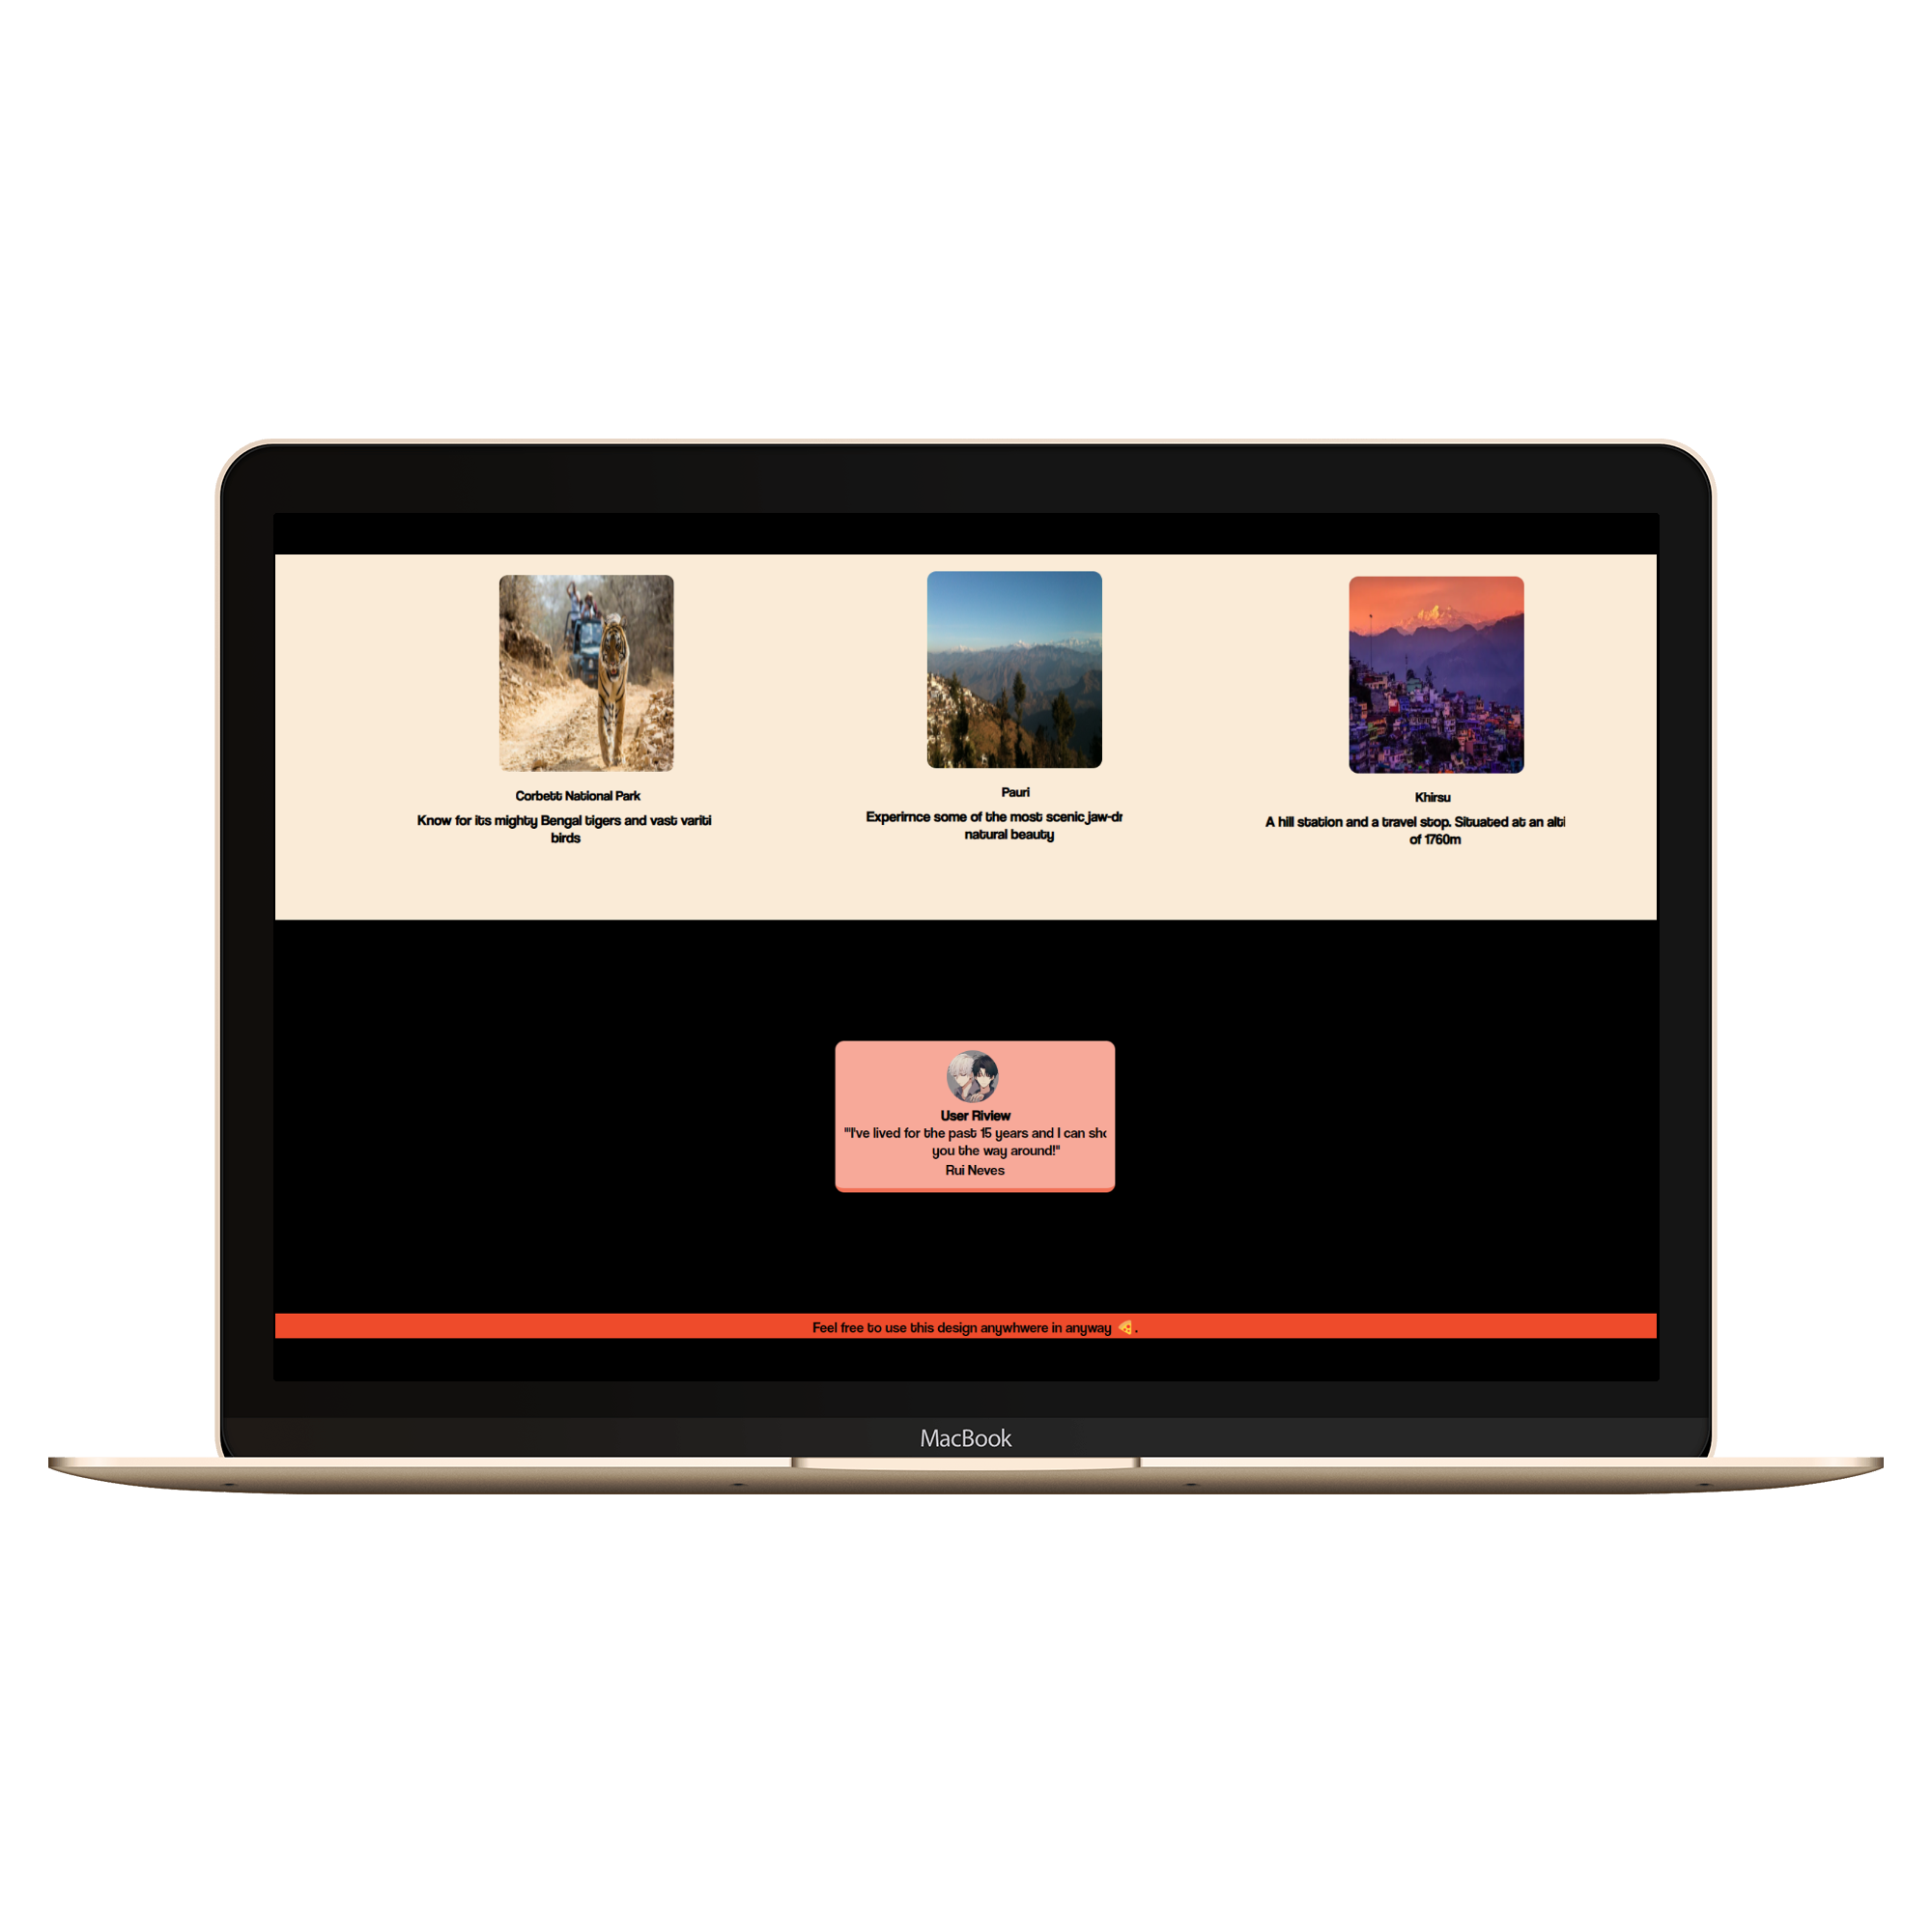 Corbett National Park
Know for its mighty Bengal tigers and vast variti
birds
Pauri
Experirnce some of the most scenic jaw-dr
natural beauty
Khirsu
A hill station and a travel stop. Situated at an alti
of 1760m
User Riview
"'I've lived for the past 15 years and I can sho
you the way around!"
Rui Neves
Feel free to use this design anywhwere in anyway 🍕.
MacBook